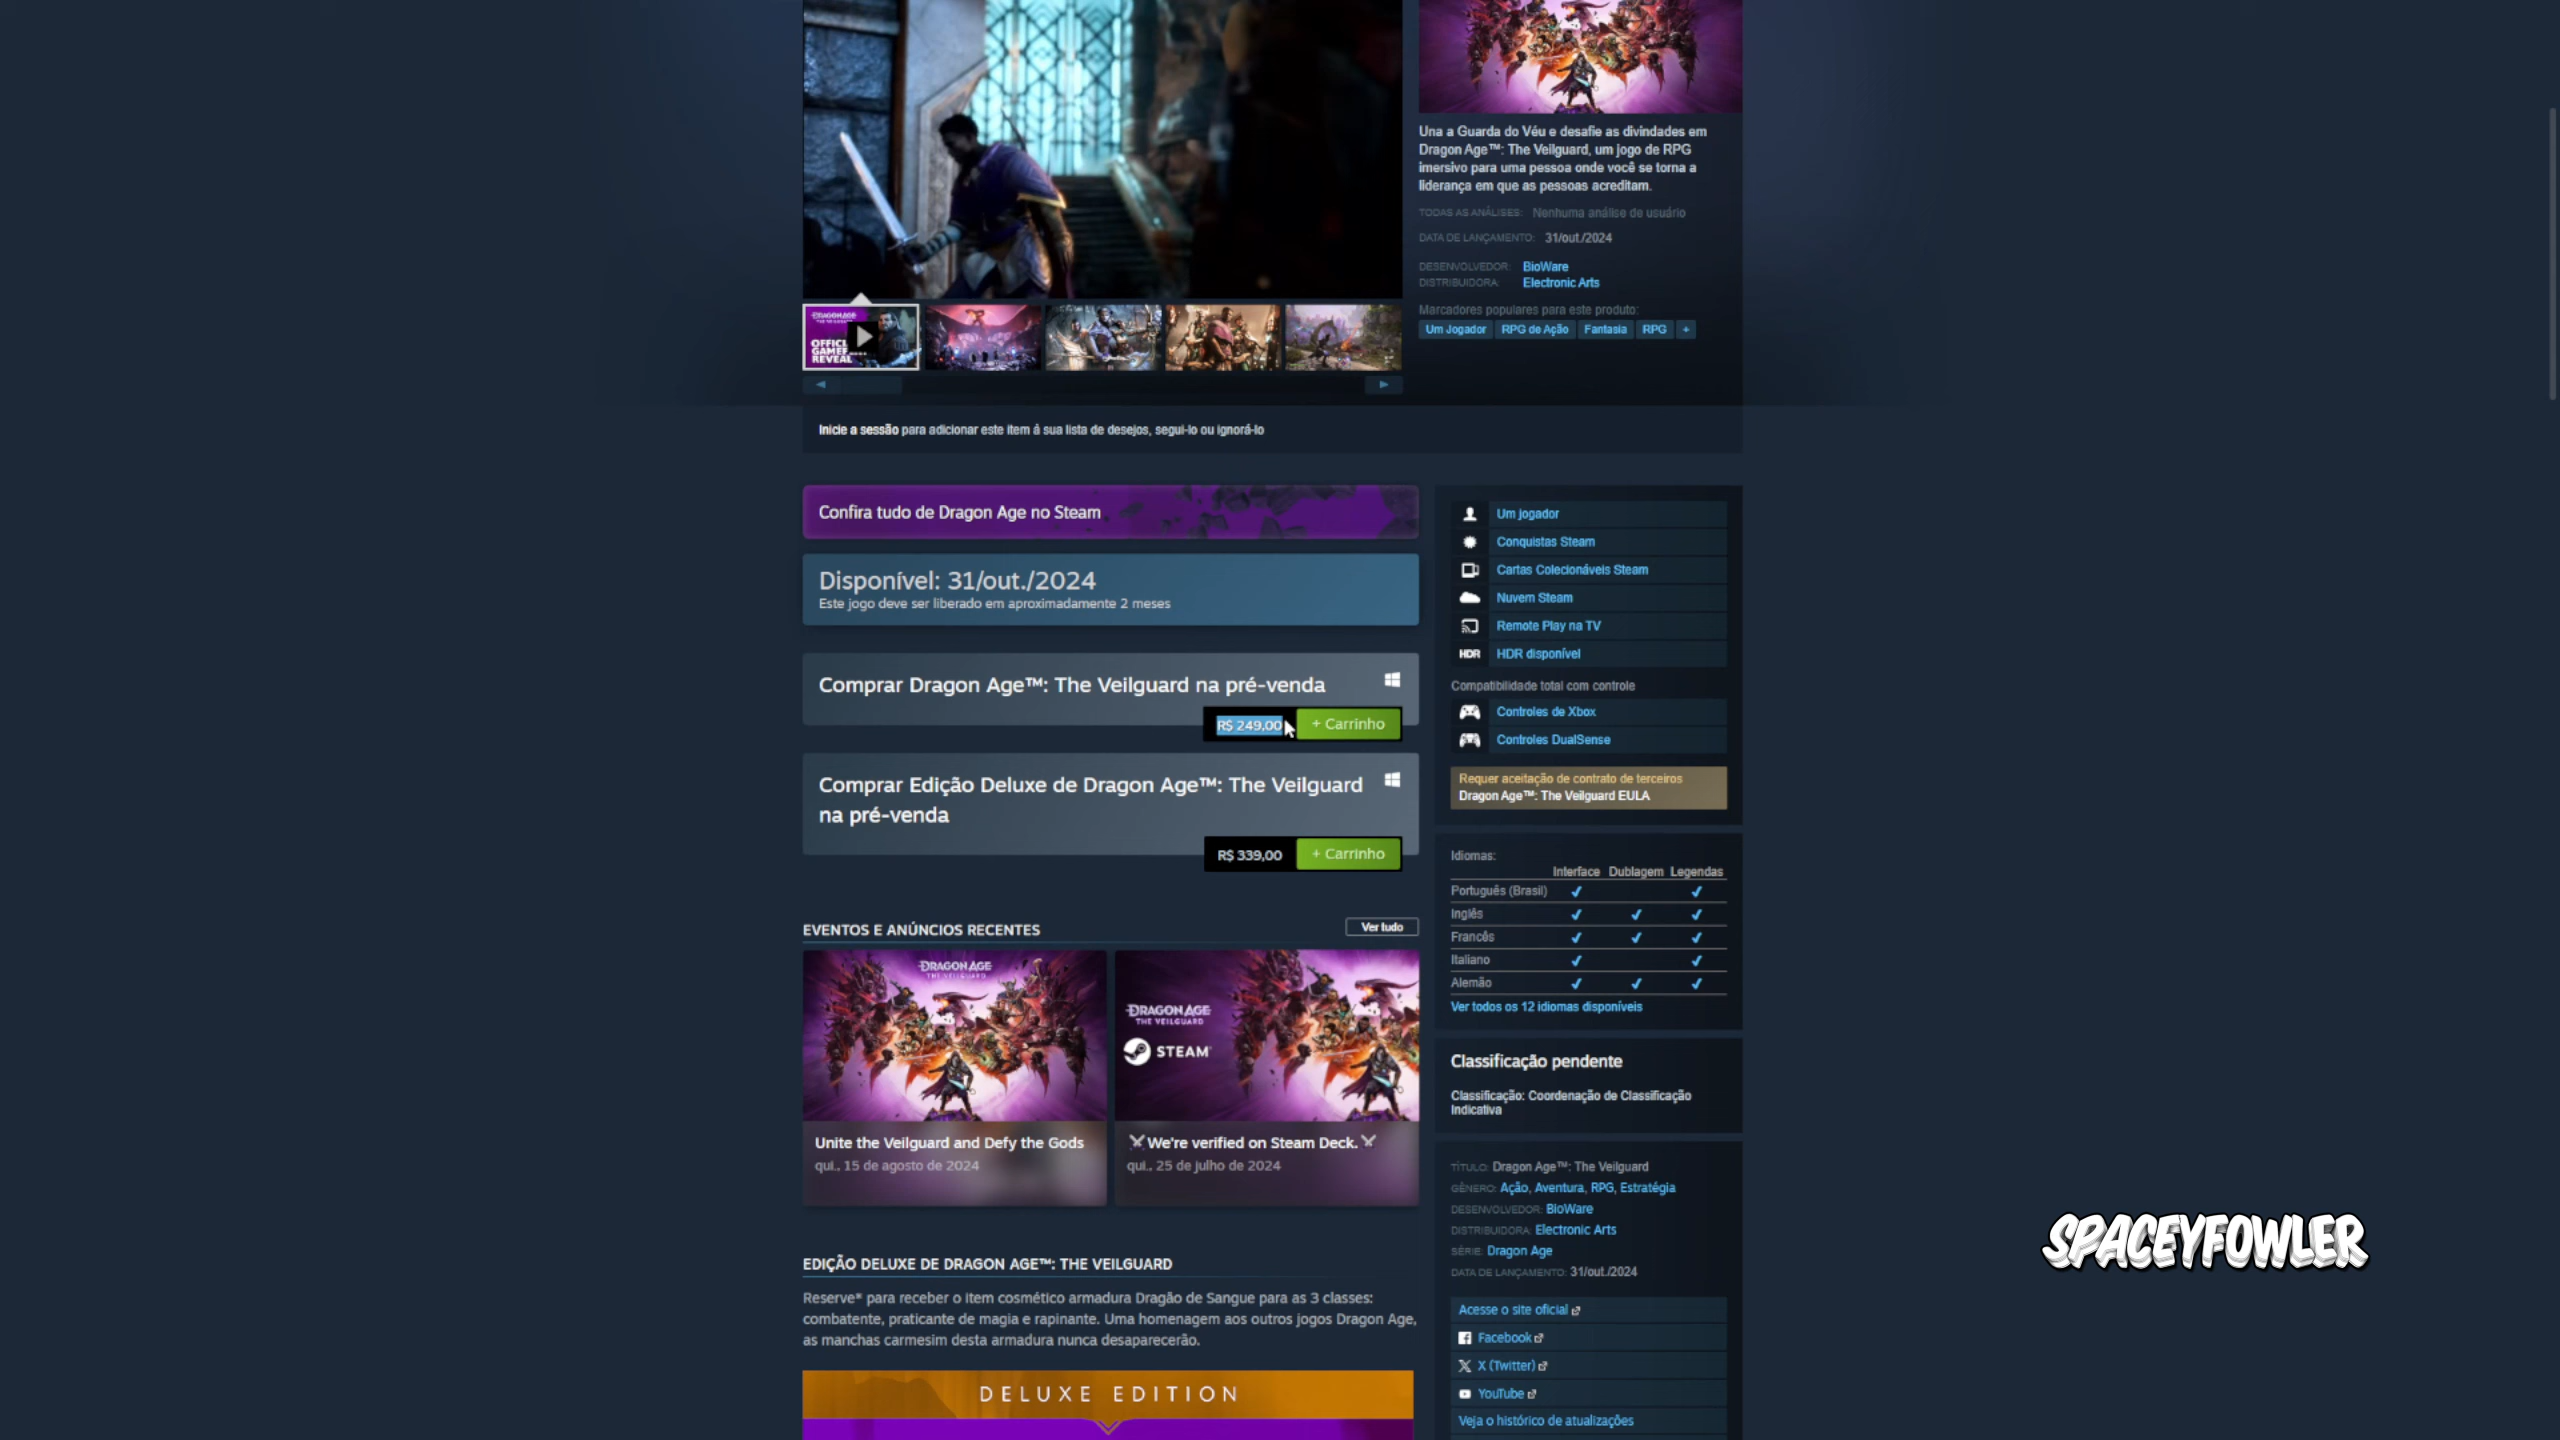 Una a Guarda do Véu e desafie as divindades em
Dragon Age™: The Veilguard, um jogo de RPG
imersivo para uma pessoa onde você se torna a
liderança em que as pessoas acreditam.
TODAS AS ANÁLISES: Nenhuma análise de usuário
DATA DE LANÇAMENTO: 31/out./2024
DESENVOLVEDOR: BioWare
DISTRIBUIDORA: Electronic Arts
Marcadores populares para este produto:
Um Jogador RPG de Ação Fantasia RPG +
DRAGON AGE
OFFICI
GAMEP
REVEAL
Inicie a sessão para adicionar este item à sua lista de desejos, segui-lo ou ignorá-lo
Confira tudo de Dragon Age no Steam
Disponível: 31/out./2024
Este jogo deve ser liberado em aproximadamente 2 meses
Comprar Dragon Age™: The Veilguard na pré-venda
R$ 249,00 + Carrinho
Comprar Edição Deluxe de Dragon Age™: The Veilguard
na pré-venda
R$ 339,00 + Carrinho
EVENTOS E ANÚNCIOS RECENTES Ver tudo
DRAGON AGE
THE VEILGUARD
Unite the Veilguard and Defy the Gods
qui., 15 de agosto de 2024
DRAGON AGE
THE VEILGUARD
STEAM
⚔We're verified on Steam Deck.⚔
qui., 25 de julho de 2024
EDIÇÃO DELUXE DE DRAGON AGE™: THE VEILGUARD
Reserve* para receber o item cosmético armadura Dragão de Sangue para as 3 classes:
combatente, praticante de magia e rapinante. Uma homenagem aos outros jogos Dragon Age,
as manchas carmesim desta armadura nunca desaparecerão.
DELUXE EDITION
Um jogador
Conquistas Steam
Cartas Colecionáveis Steam
Nuvem Steam
Remote Play na TV
HDR HDR disponível
Compatibilidade total com controle
Controles de Xbox
Controles DualSense
Requer aceitação de contrato de terceiros
Dragon Age™: The Veilguard EULA
Idiomas:
Interface Dublagem Legendas
Português (Brasil) ✔ ✔
Inglês ✔ ✔ ✔
Francês ✔ ✔ ✔
Italiano ✔ ✔
Alemão ✔ ✔ ✔
Ver todos os 12 idiomas disponíveis
Classificação pendente
Classificação: Coordenação de Classificação
Indicativa
TÍTULO: Dragon Age™: The Veilguard
GÊNERO: Ação, Aventura, RPG, Estratégia
DESENVOLVEDOR: BioWare
DISTRIBUIDORA: Electronic Arts
SÉRIE: Dragon Age
DATA DE LANÇAMENTO: 31/out./2024
Acesse o site oficial
Facebook
X (Twitter)
YouTube
Veja o histórico de atualizações
SPACEYFOWLER